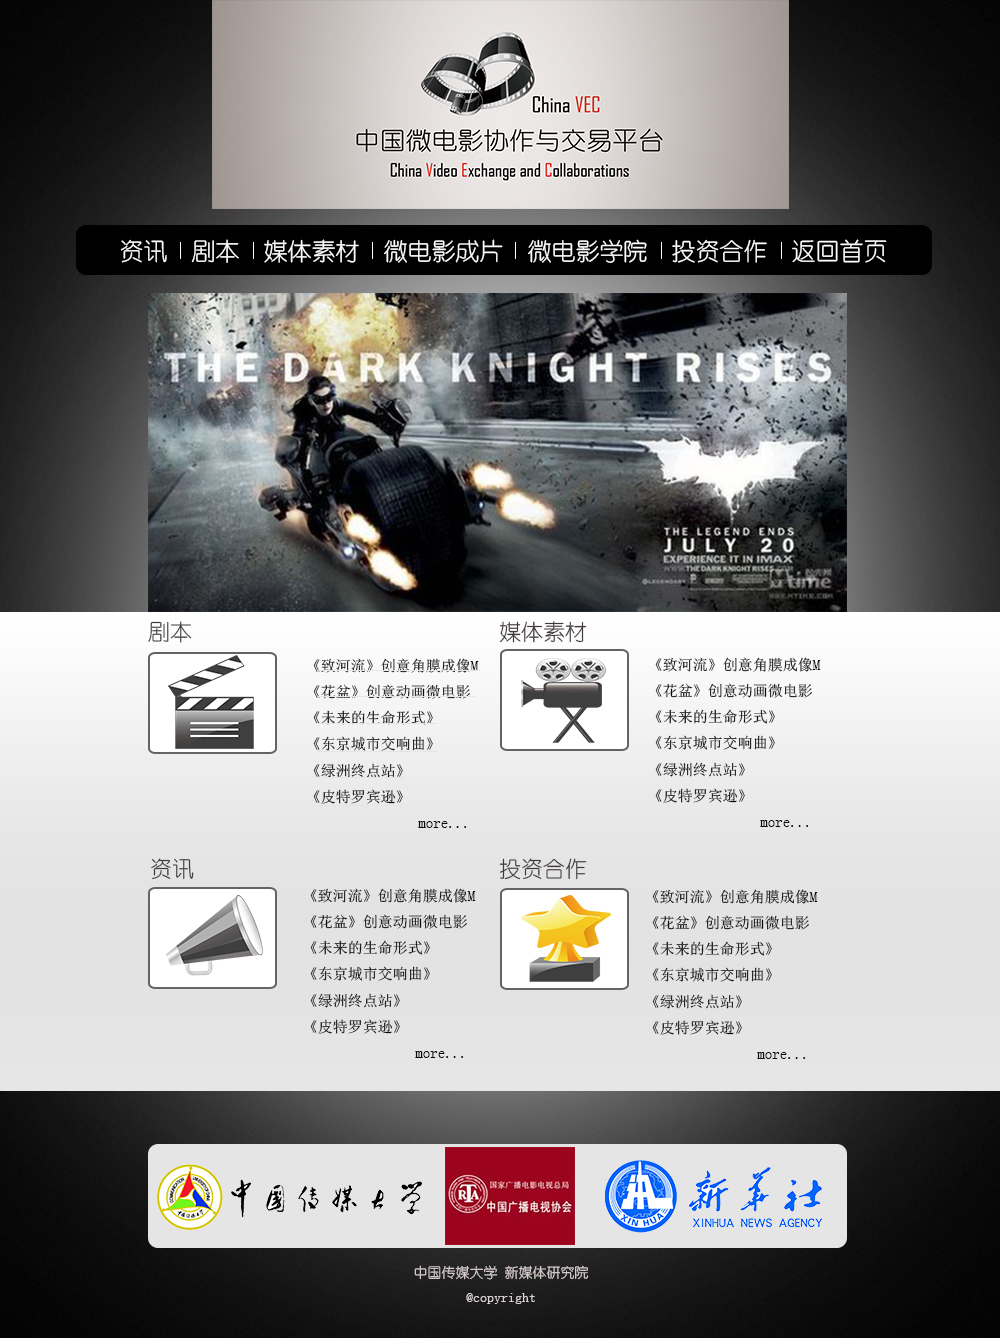 China VEC
中国微电影协作与交易平台
China Video Exchange and Collaborations
资讯 剧本 媒体素材 微电影成片 微电影学院 投资合作 返回首页
THE DARK KNIGHT RISES
THE LEGEND ENDS
JULY 20
EXPERIENCE IT IN IMAX
WWW.THEDARKKNIGHTRISES.COM
时光网
Mtime
WWW.MTIME.COM
剧本
《致河流》创意角膜成像M
《花盆》创意动画微电影
《未来的生命形式》
《东京城市交响曲》
《绿洲终点站》
《皮特罗宾逊》
more...
媒体素材
《致河流》创意角膜成像M
《花盆》创意动画微电影
《未来的生命形式》
《东京城市交响曲》
《绿洲终点站》
《皮特罗宾逊》
more...
资讯
《致河流》创意角膜成像M
《花盆》创意动画微电影
《未来的生命形式》
《东京城市交响曲》
《绿洲终点站》
《皮特罗宾逊》
more...
投资合作
《致河流》创意角膜成像M
《花盆》创意动画微电影
《未来的生命形式》
《东京城市交响曲》
《绿洲终点站》
《皮特罗宾逊》
more...
中国传媒大学
RTA
国家广播电影电视总局
中国广播电视协会
XIN HUA
新华社
XINHUA NEWS AGENCY
中国传媒大学 新媒体研究院
@copyright